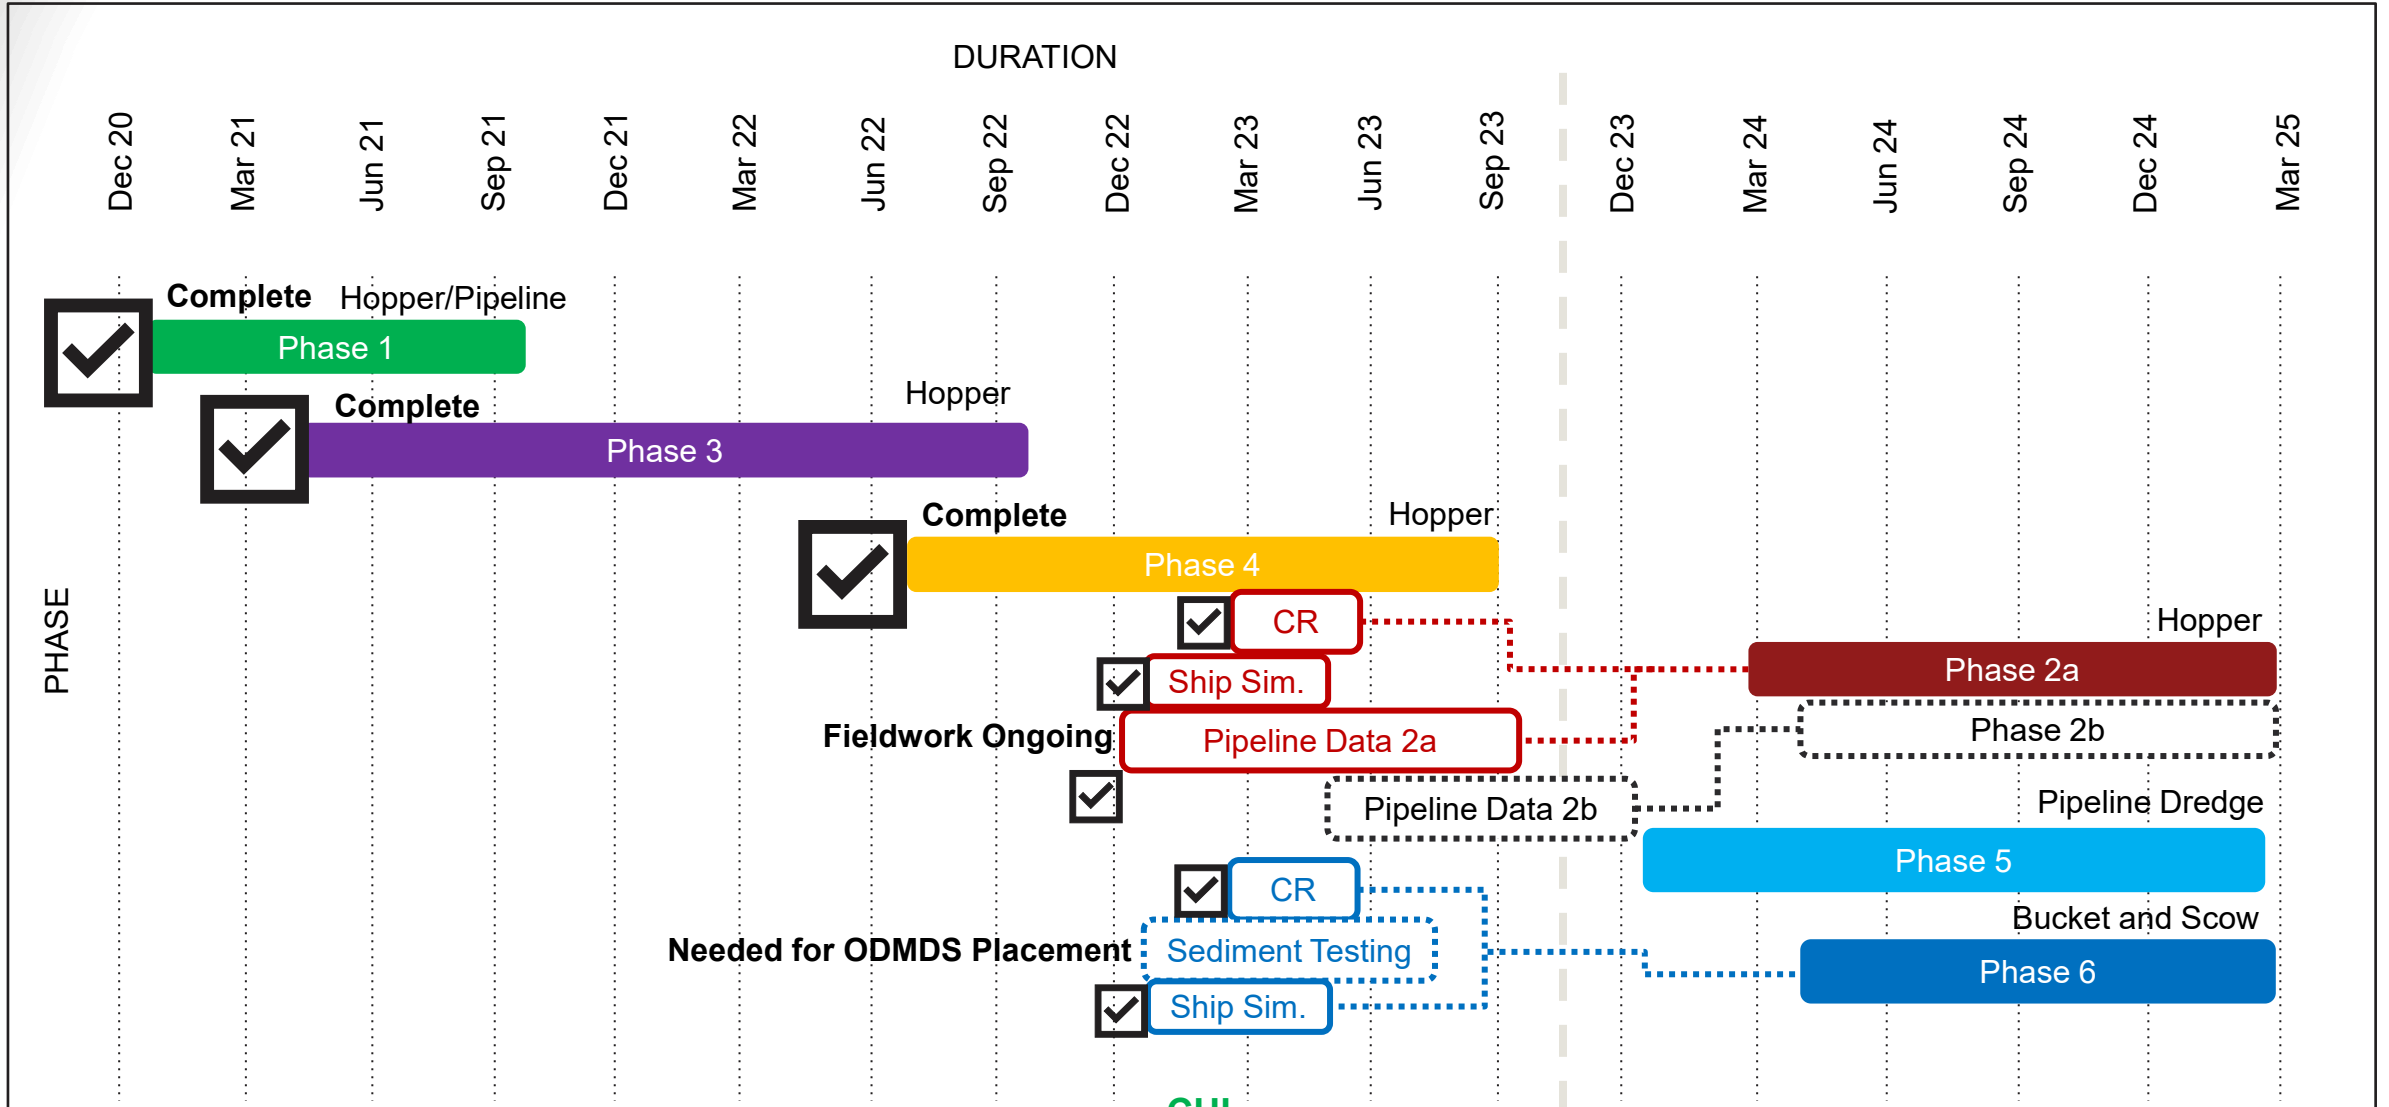 DURATION
Dec 20
Mar 21
Jun 21
Sep 21
Dec 21
Mar 22
Jun 22
Sep 22
Dec 22
Mar 23
Jun 23
Sep 23
Dec 23
Mar 24
Jun 24
Sep 24
Dec 24
Mar 25
PHASE
Complete
Hopper/Pipeline
Phase 1
Complete
Hopper
Phase 3
Complete
Hopper
Phase 4
CR
Hopper
Ship Sim.
Phase 2a
Fieldwork Ongoing
Pipeline Data 2a
Phase 2b
Pipeline Data 2b
Pipeline Dredge
Phase 5
CR
Bucket and Scow
Needed for ODMDS Placement
Sediment Testing
Phase 6
Ship Sim.